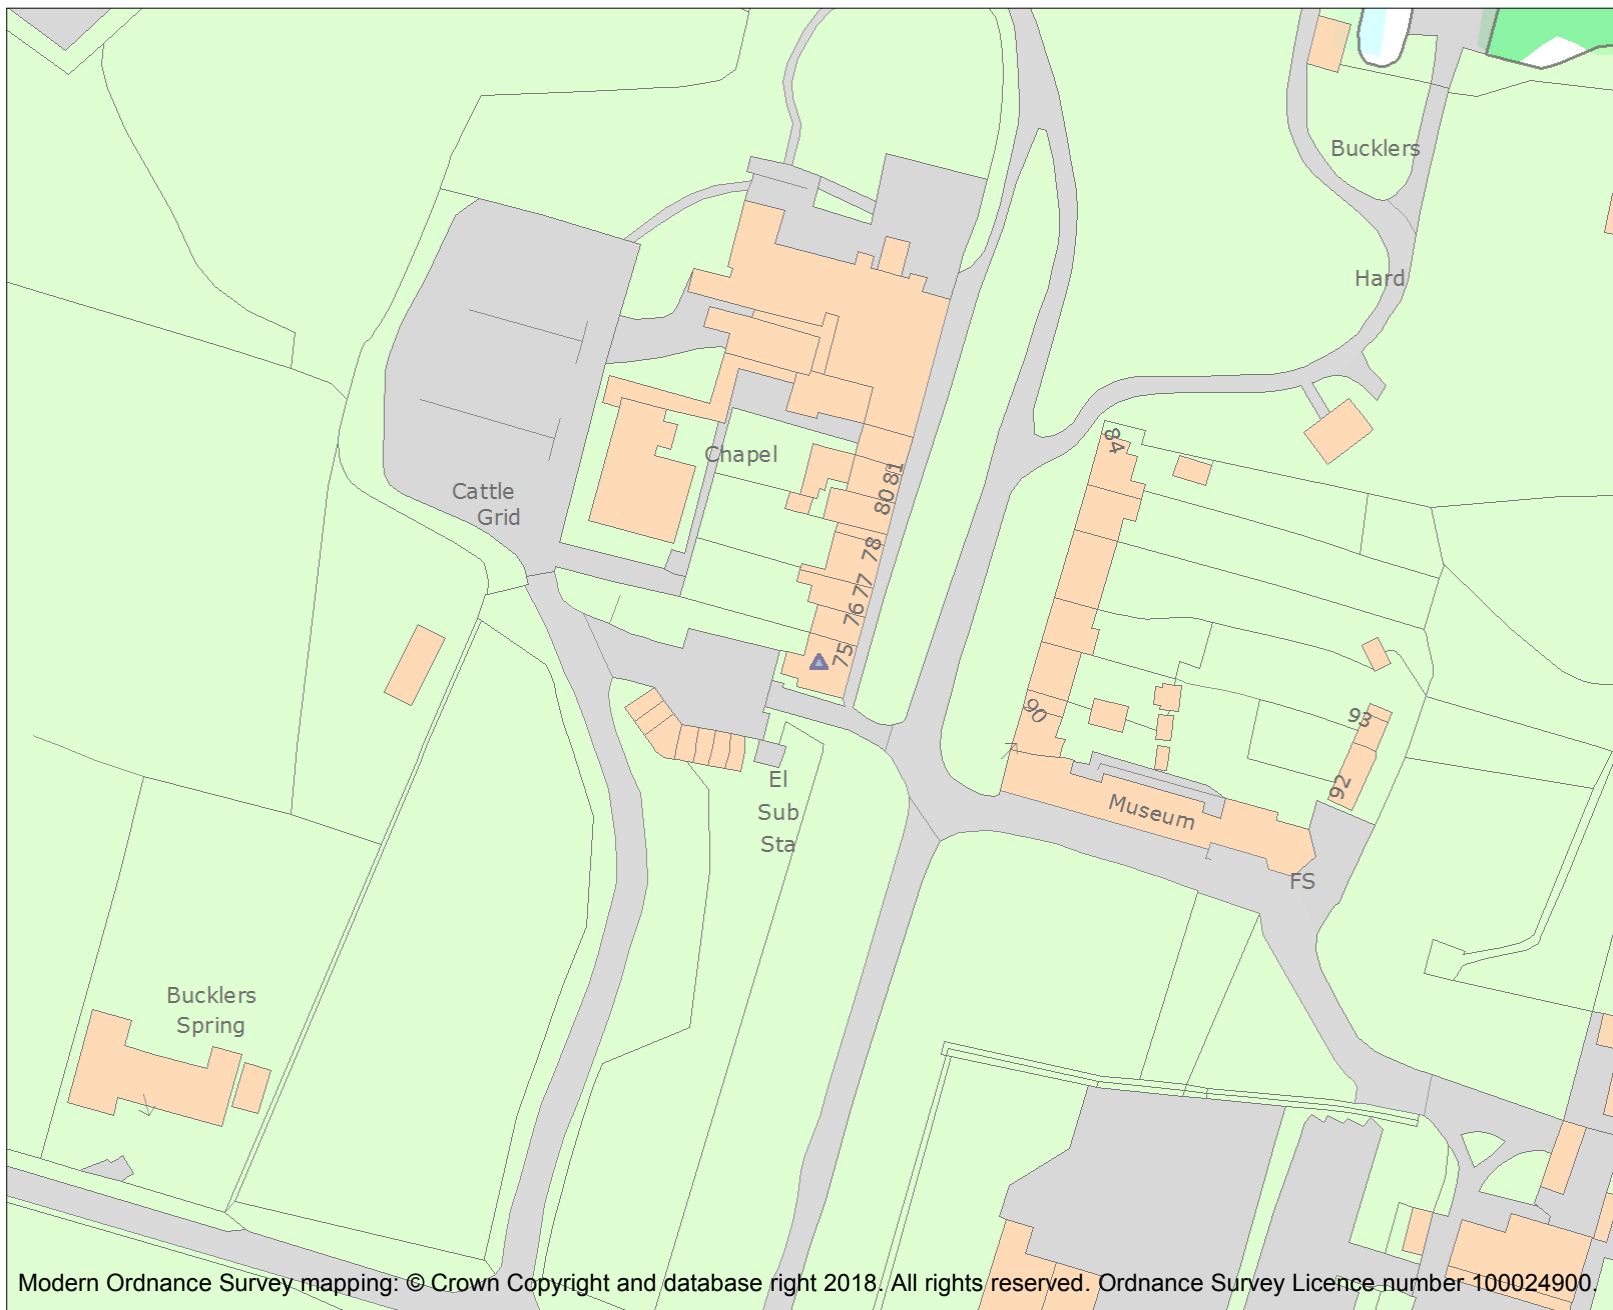 Bucklers
Hard
84
Chapel
81
80
Cattle
Grid
78
77
76
75
90
93
92
El
Sub
Sta
Museum
FS
Bucklers
Spring
Modern Ordnance Survey mapping: © Crown Copyright and database right 2018. All rights reserved. Ordnance Survey Licence number 100024900.